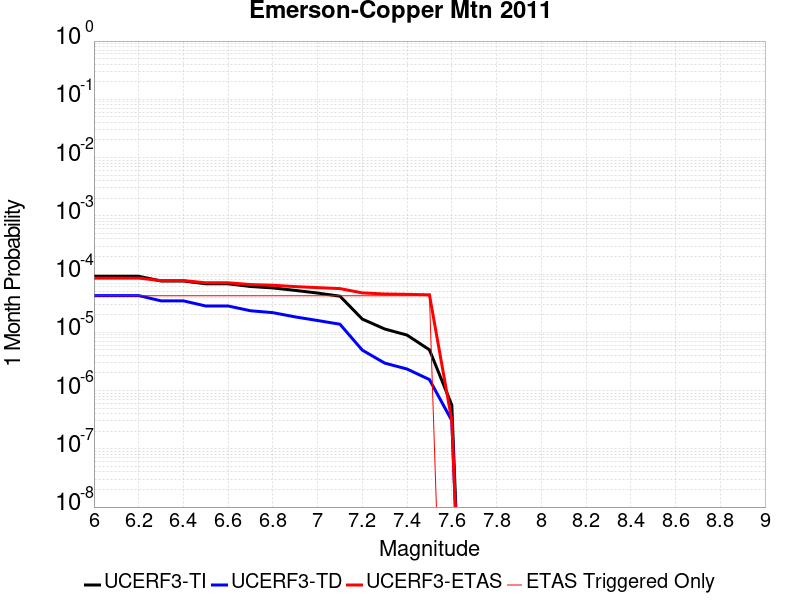 Emerson-Copper Mtn 2011
10^0
10^-1
10^-2
10^-3
10^-4
10^-5
10^-6
10^-7
10^-8
1 Month Probability
6 6.2 6.4 6.6 6.8 7 7.2 7.4 7.6 7.8 8 8.2 8.4 8.6 8.8 9
Magnitude
UCERF3-TI UCERF3-TD UCERF3-ETAS ETAS Triggered Only